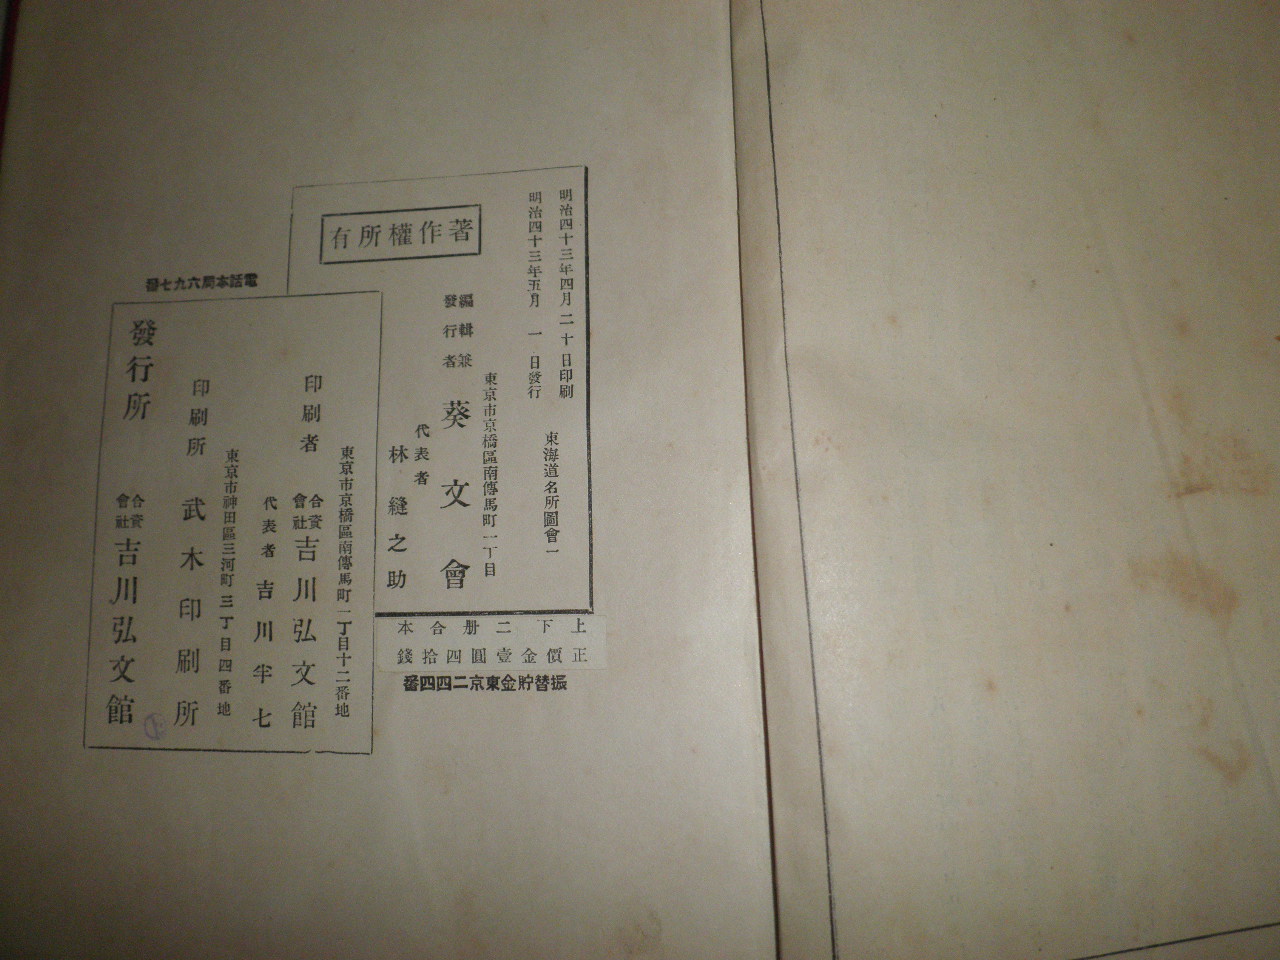 明治四十三年四月二十日印刷
明治四十三年五月一日發行
東海道名所圖會一
著作權所有
東京市京橋區南傳馬町一丁目
編輯兼
發行者
葵文會
代表者
林縫之助
上下二册合本
正價金壹圓四拾錢
振替貯金東京二四四番
電話本局六九七番
東京市京橋區南傳馬町一丁目十二番地
印刷者
合資會社 吉川弘文館
代表者 吉川半七
東京市神田區三河町三丁目四番地
印刷所 武木印刷所
發行所
合資會社 吉川弘文館